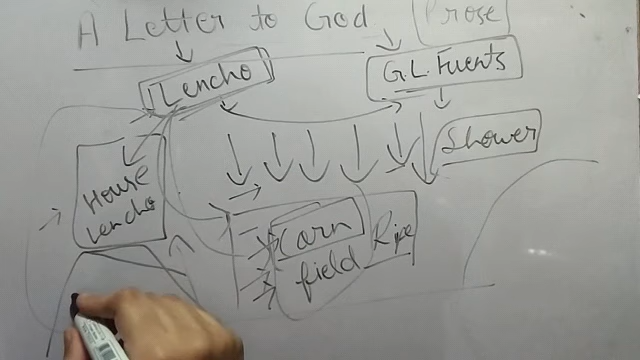 A Letter to God Prose
Lencho
G.L. Fuents
Shower
House
Lencho
Corn
field Ripe